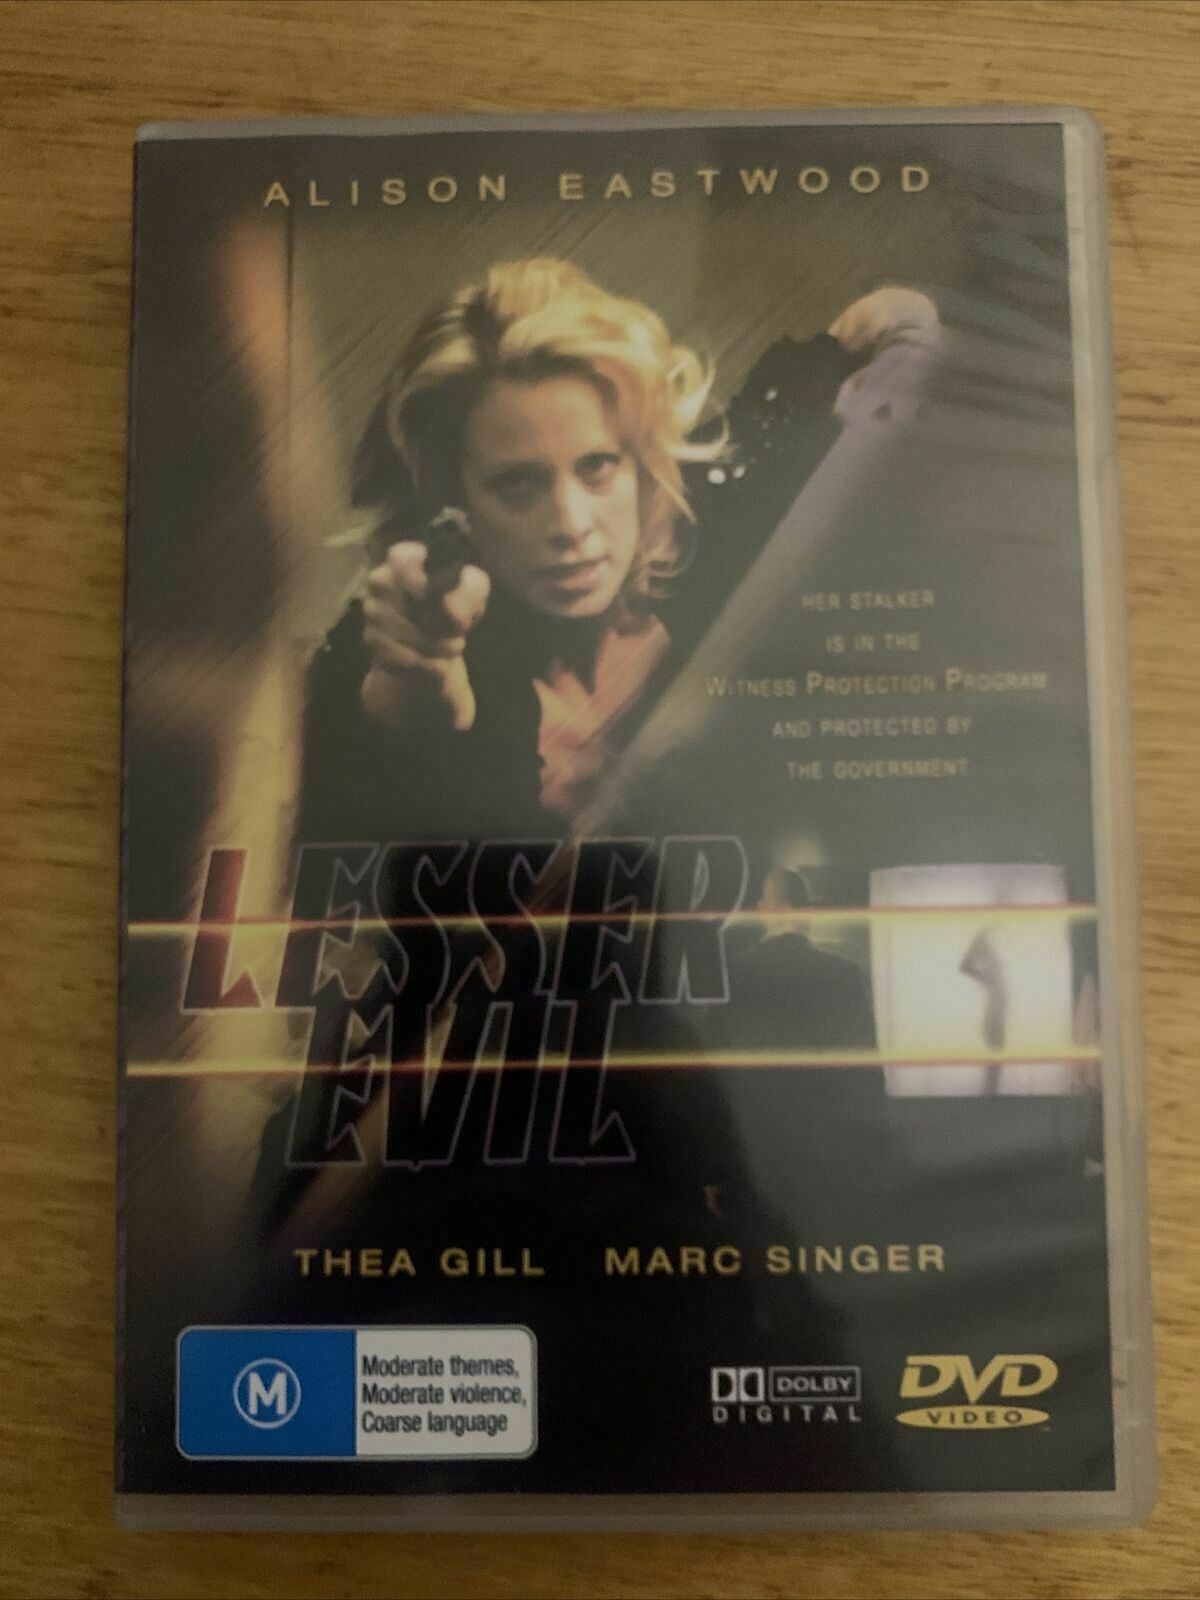 ALISON EASTWOOD
HER STALKER
IS IN THE
WITNESS PROTECTION PROGRAM
AND PROTECTED BY
THE GOVERNMENT
LESSER
EVIL
THEA GILL MARC SINGER
M
Moderate themes,
Moderate violence,
Coarse language
DOLBY
DIGITAL
DVD
VIDEO